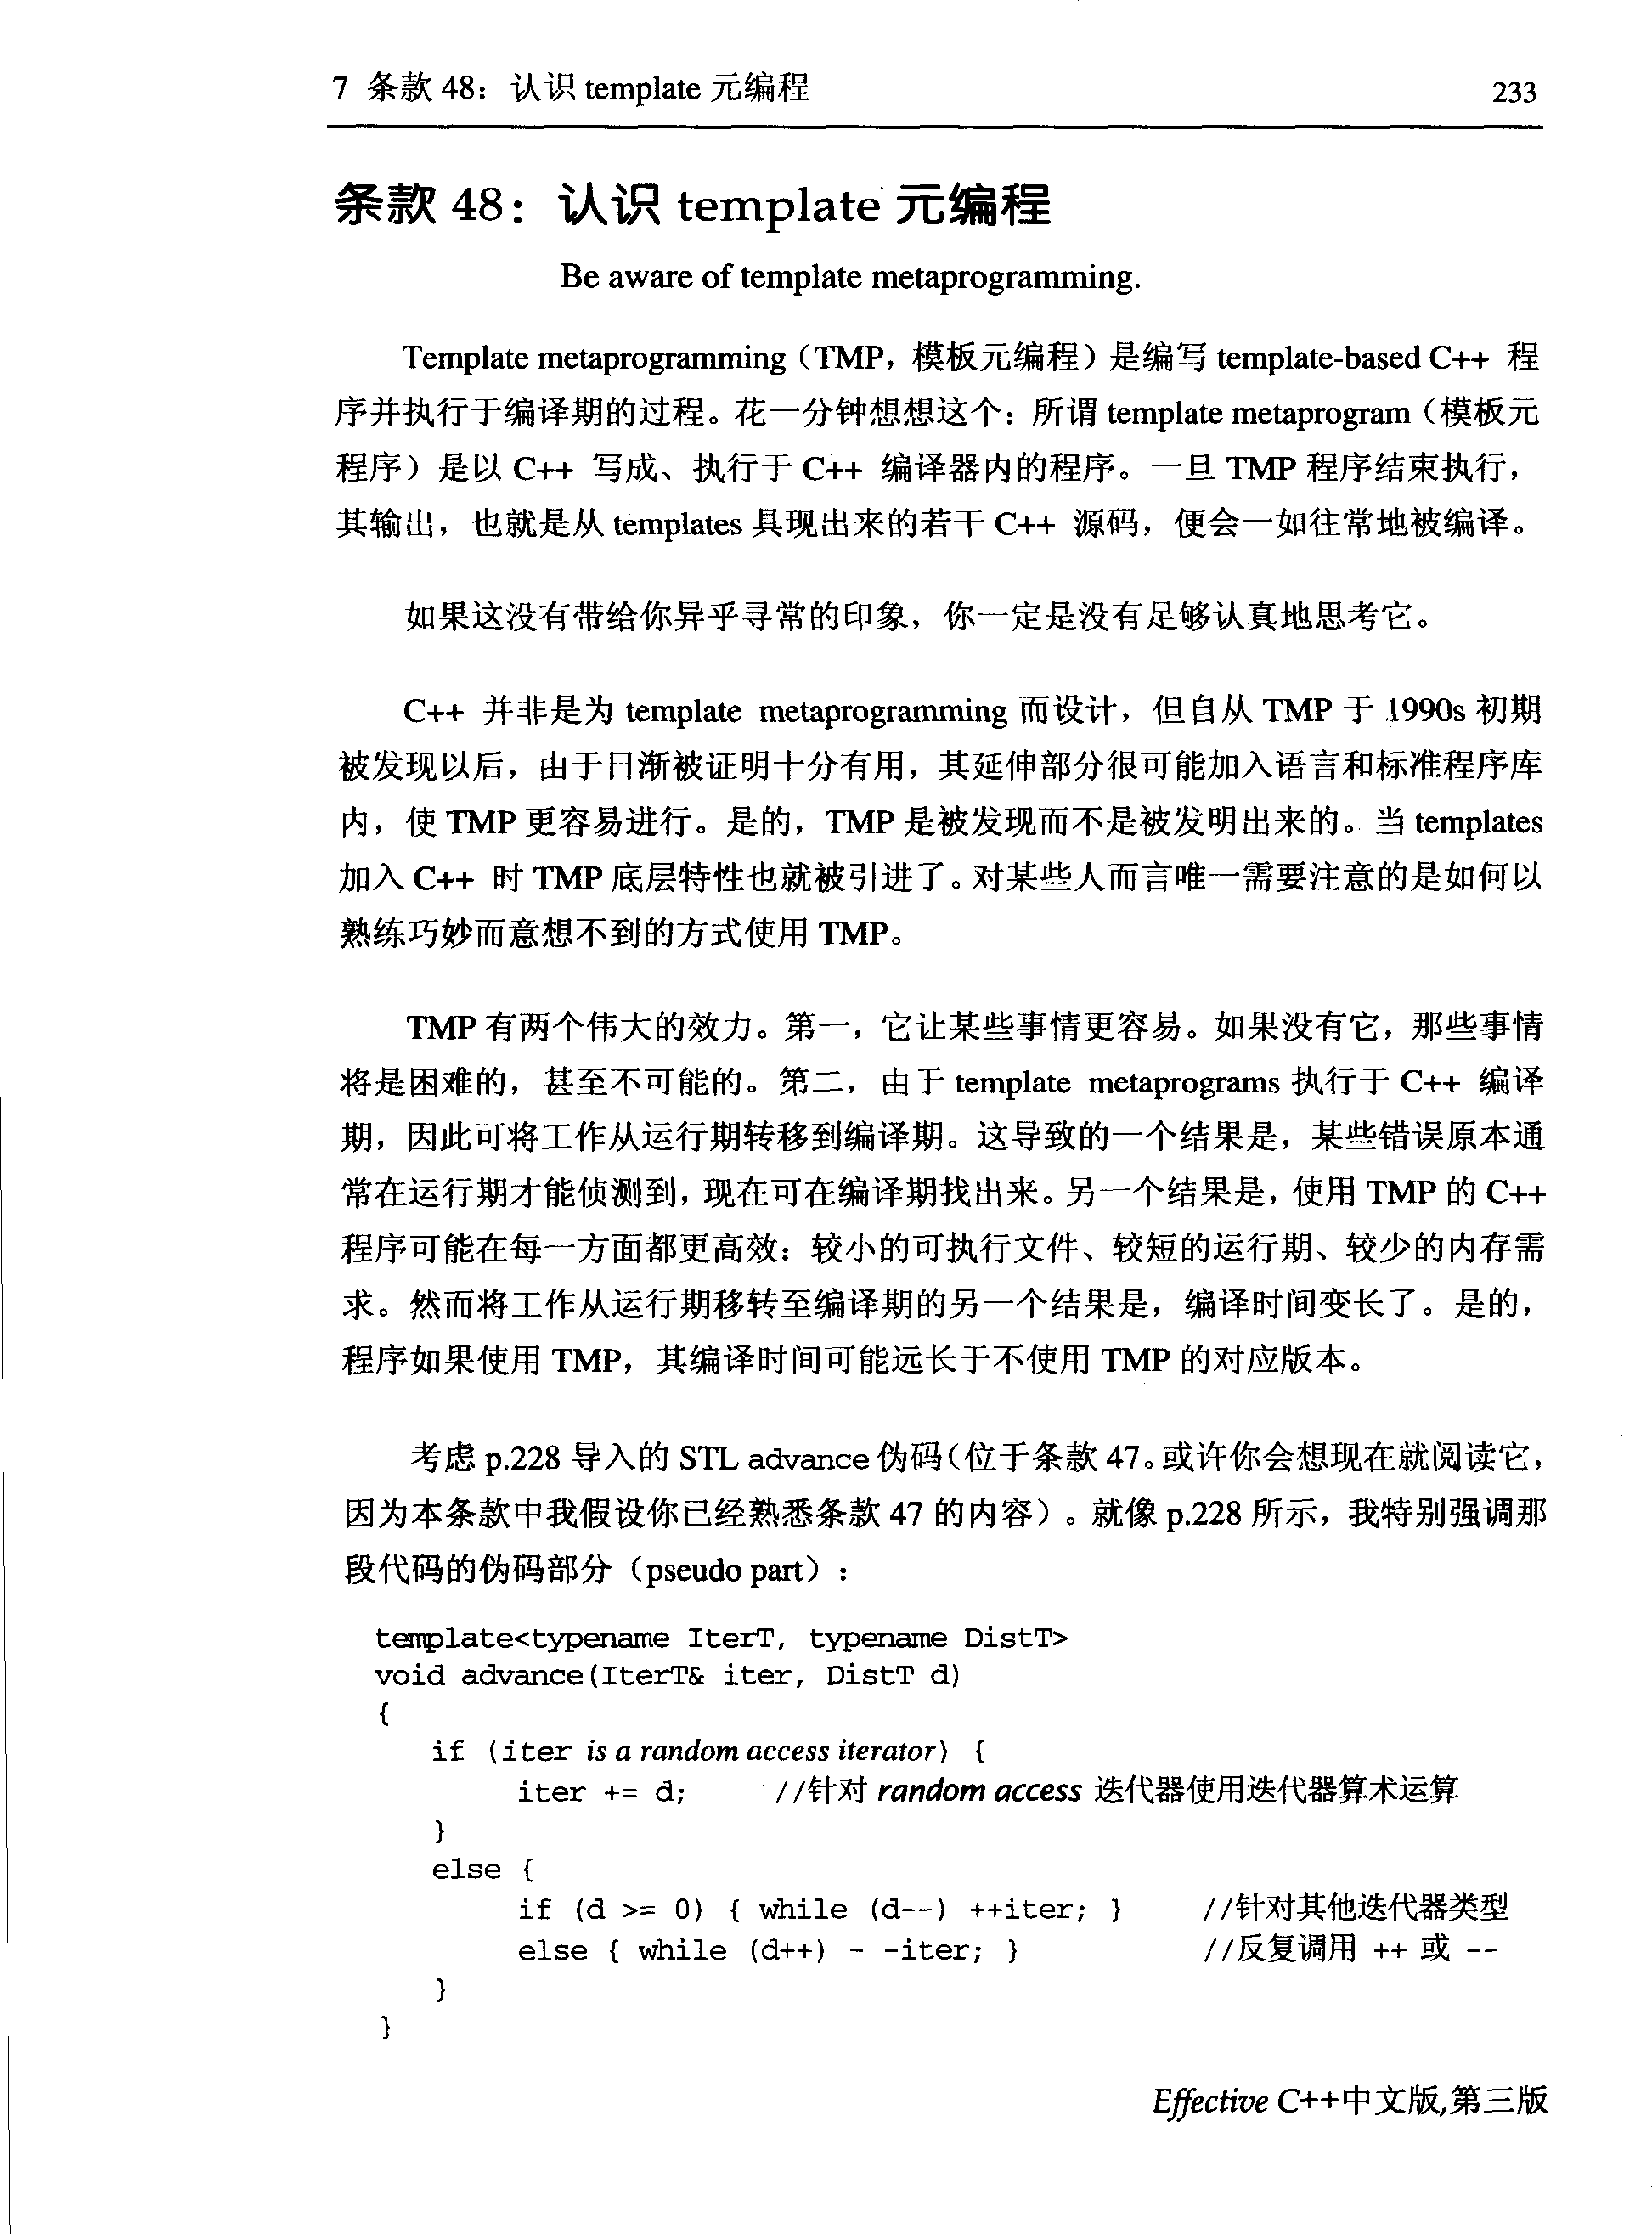 7 条款 48：认识 template 元编程 233
条款 48：认识 template 元编程
Be aware of template metaprogramming.
Template metaprogramming（TMP，模板元编程）是编写 template-based C++ 程
序并执行于编译期的过程。花一分钟想想这个：所谓 template metaprogram（模板元
程序）是以 C++ 写成、执行于 C++ 编译器内的程序。一旦 TMP 程序结束执行，
其输出，也就是从 templates 具现出来的若干 C++ 源码，便会一如往常地被编译。
如果这没有带给你异乎寻常的印象，你一定是没有足够认真地思考它。
C++ 并非是为 template metaprogramming 而设计，但自从 TMP 于 1990s 初期
被发现以后，由于日渐被证明十分有用，其延伸部分很可能加入语言和标准程序库
内，使 TMP 更容易进行。是的，TMP 是被发现而不是被发明出来的。当 templates
加入 C++ 时 TMP 底层特性也就被引进了。对某些人而言唯一需要注意的是如何以
熟练巧妙而意想不到的方式使用 TMP。
TMP 有两个伟大的效力。第一，它让某些事情更容易。如果没有它，那些事情
将是困难的，甚至不可能的。第二，由于 template metaprograms 执行于 C++ 编译
期，因此可将工作从运行期转移到编译期。这导致的一个结果是，某些错误原本通
常在运行期才能侦测到，现在可在编译期找出来。另一个结果是，使用 TMP 的 C++
程序可能在每一方面都更高效：较小的可执行文件、较短的运行期、较少的内存需
求。然而将工作从运行期移转至编译期的另一个结果是，编译时间变长了。是的，
程序如果使用 TMP，其编译时间可能远长于不使用 TMP 的对应版本。
考虑 p.228 导入的 STL advance 伪码（位于条款 47。或许你会想现在就阅读它，
因为本条款中我假设你已经熟悉条款 47 的内容）。就像 p.228 所示，我特别强调那
段代码的伪码部分（pseudo part）：
template<typename IterT, typename DistT>
void advance(IterT& iter, DistT d)
{
if (iter is a random access iterator) {
iter += d; //针对 random access 迭代器使用迭代器算术运算
}
else {
if (d >= 0) { while (d--) ++iter; } //针对其他迭代器类型
else { while (d++) - -iter; } //反复调用 ++ 或 --
}
}
Effective C++中文版,第三版